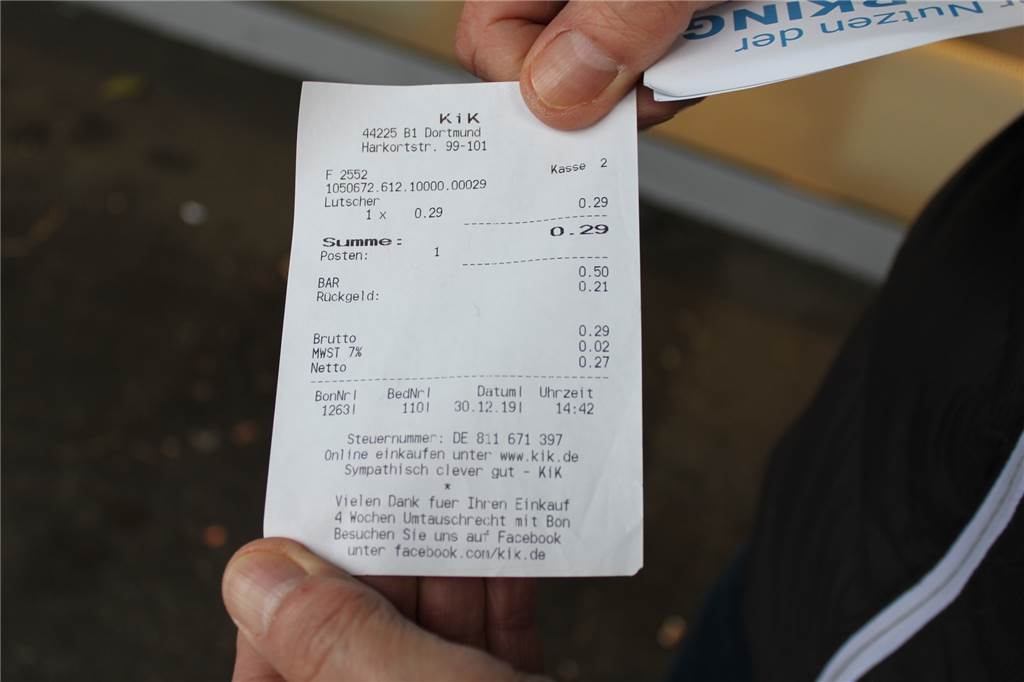 r Nutzen der
RKING
KiK
44225 B1 Dortmund
Harkortstr. 99-101
F 2552 Kasse 2
1050672.612.10000.00029
Lutscher 0.29
1 x 0.29
Summe: 0.29
Posten: 1
BAR 0.50
Rückgeld: 0.21
Brutto 0.29
MWST 7% 0.02
Netto 0.27
BonNr| BedNr| Datum| Uhrzeit
1263| 110| 30.12.19| 14:42
Steuernummer: DE 811 671 397
Online einkaufen unter www.kik.de
Sympathisch clever gut - KiK
*
Vielen Dank fuer Ihren Einkauf
4 Wochen Umtauschrecht mit Bon
Besuchen Sie uns auf Facebook
unter facebook.com/kik.de